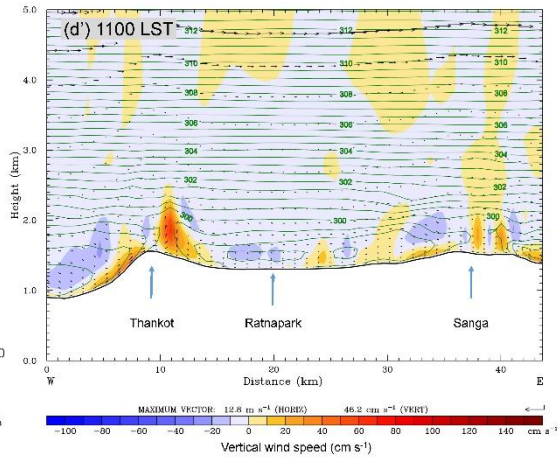 5.0
(d') 1100 LST
312
312
310
310
4.0
308
308
306
306
3.0
304
304
302
302
2.0
300
300
300
1.0
0.0
Height (km)
Thankot
Ratnapark
Sanga
0
10
20
30
40
W
Distance (km)
E
MAXIMUM VECTOR: 12.8 m s⁻¹ (HORIZ) 46.2 cm s⁻¹ (VERT)
-100 -80 -60 -40 -20 0 20 40 60 80 100 120 140 cm s⁻¹
Vertical wind speed (cm s⁻¹)